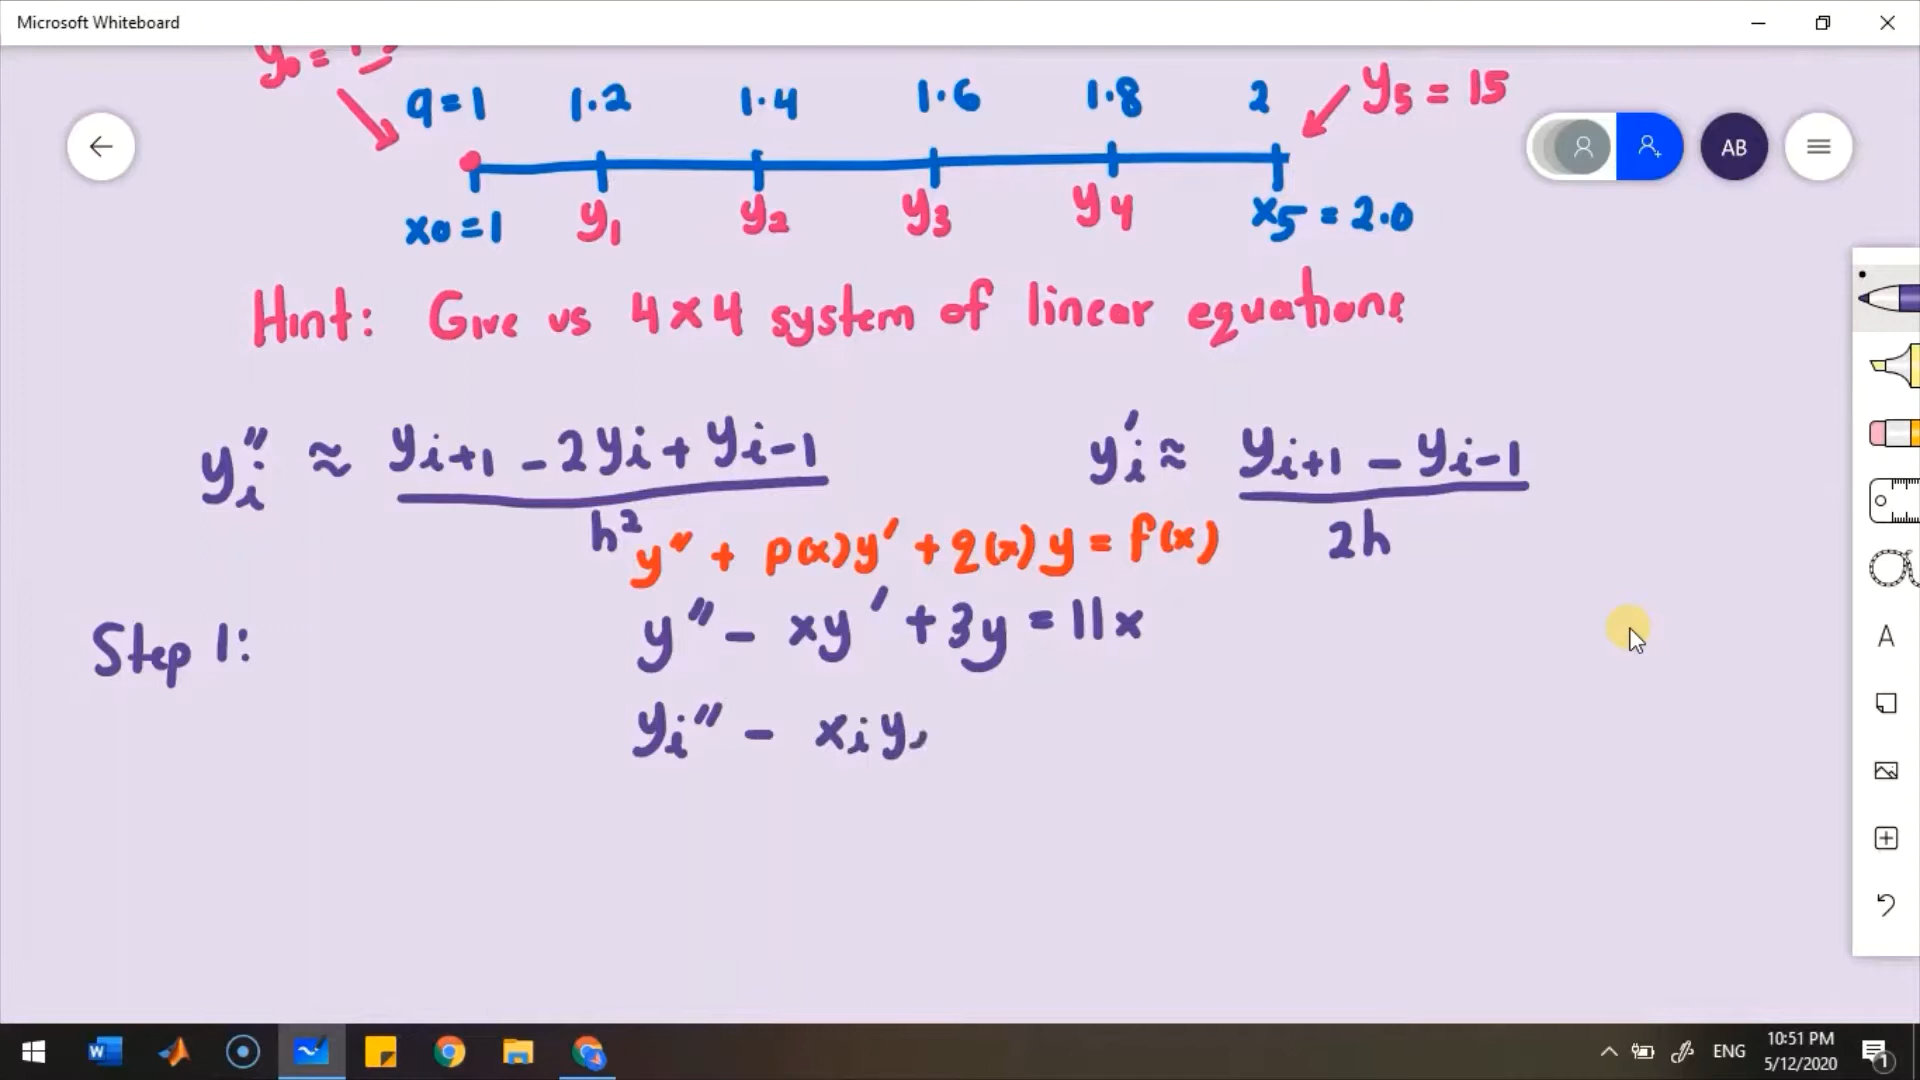 Microsoft Whiteboard
y₀ =
a=1 1.2 1.4 1.6 1.8 2 y₅ = 15
AB
x0=1 y₁ y₂ y₃ y₄ x₅ = 2.0
Hint: Give us 4×4 system of linear equations
yᵢ″ ≈ (yᵢ₊₁ - 2yᵢ + yᵢ₋₁)/h² y′ᵢ ≈ (yᵢ₊₁ - yᵢ₋₁)/2h
y″ + p(x)y′ + q(x)y = f(x)
Step 1: y″ - xy′ + 3y = 11x
yᵢ″ - xᵢy
A
ENG
10:51 PM
5/12/2020
1